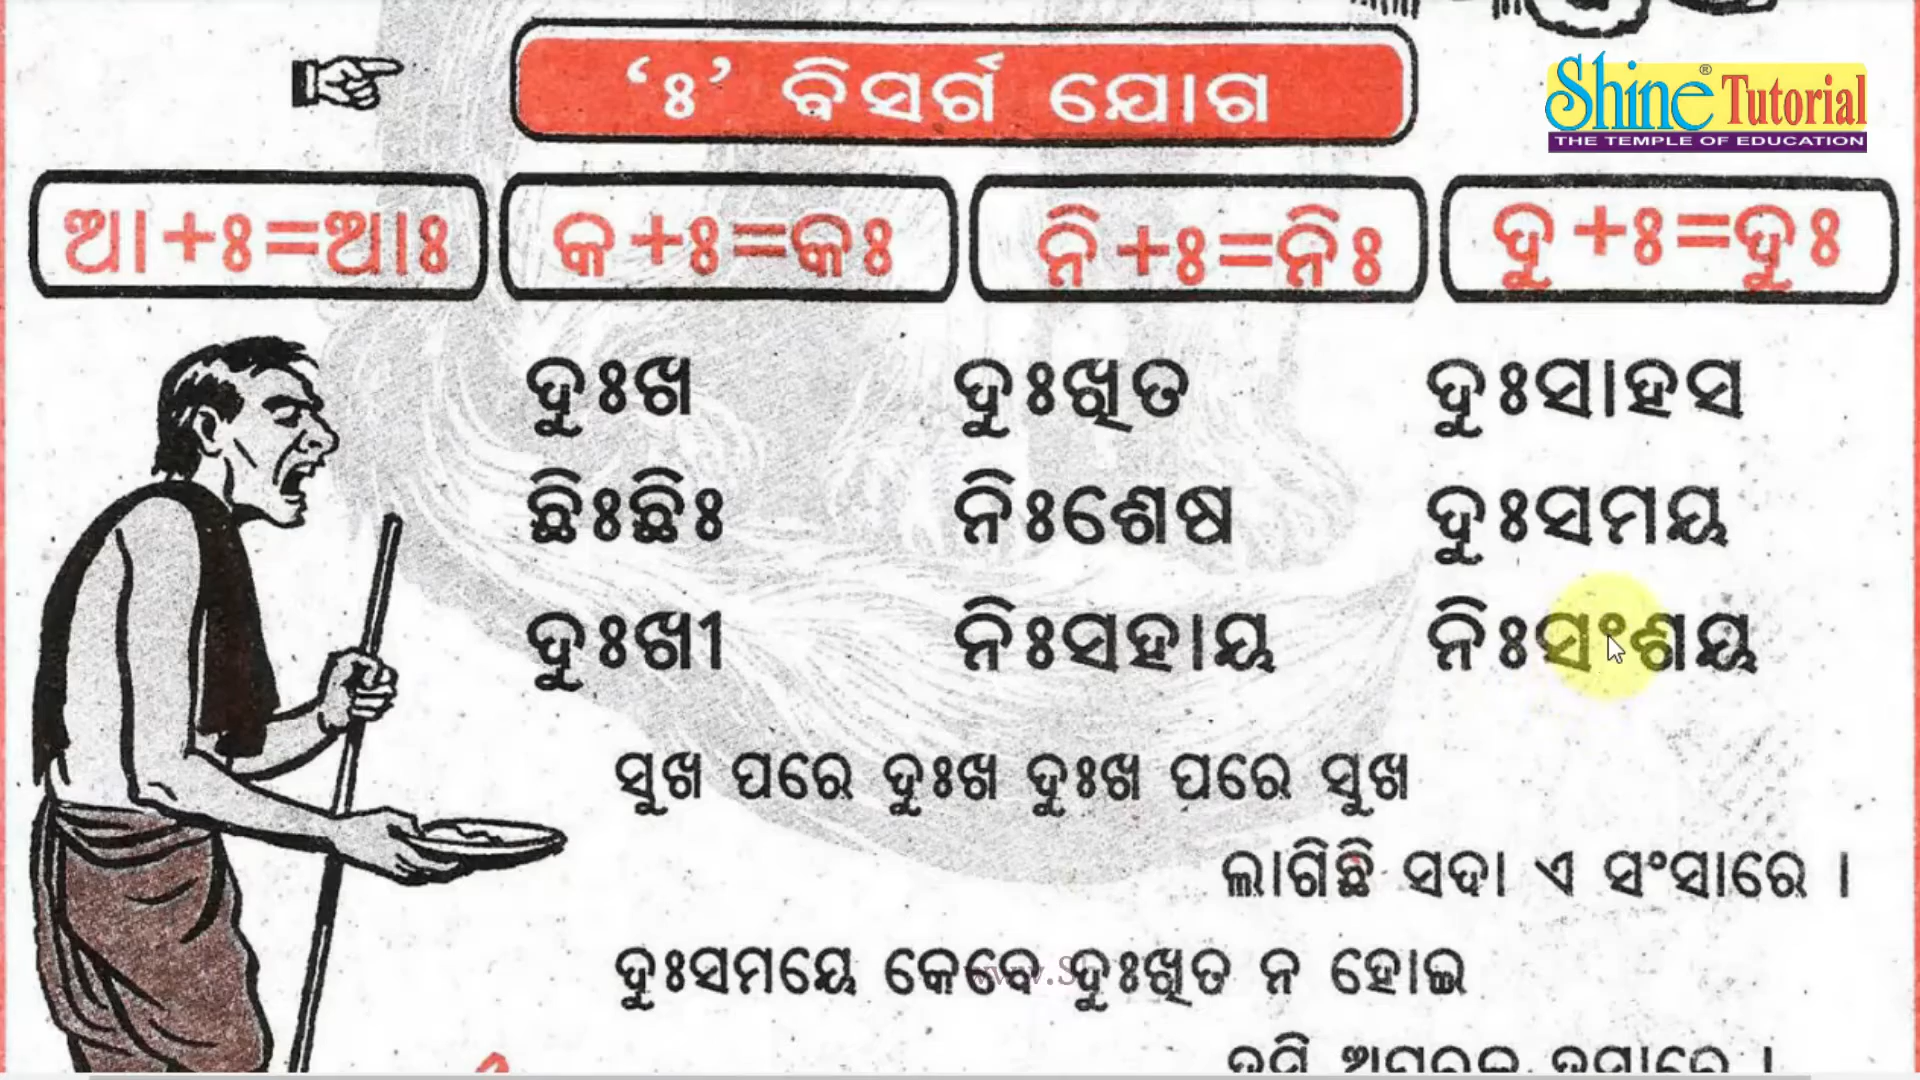 ‘ଃ’ ବିସର୍ଗ ଯୋଗ
Shine® Tutorial
THE TEMPLE OF EDUCATION
ଆ+ଃ=ଆଃ କ+ଃ=କଃ ନି+ଃ=ନିଃ ଦୁ+ଃ=ଦୁଃ
ଦୁଃଖ ଦୁଃଖିତ ଦୁଃସାହସ
ଛିଃଛିଃ ନିଃଶେଷ ଦୁଃସମୟ
ଦୁଃଖୀ ନିଃସହାୟ ନିଃସଂଶୟ
ସୁଖ ପରେ ଦୁଃଖ ଦୁଃଖ ପରେ ସୁଖ
ଲାଗିଛି ସଦା ଏ ସଂସାରେ ।
ଦୁଃସମୟେ କେବେ ଦୁଃଖିତ ନ ହୋଇ